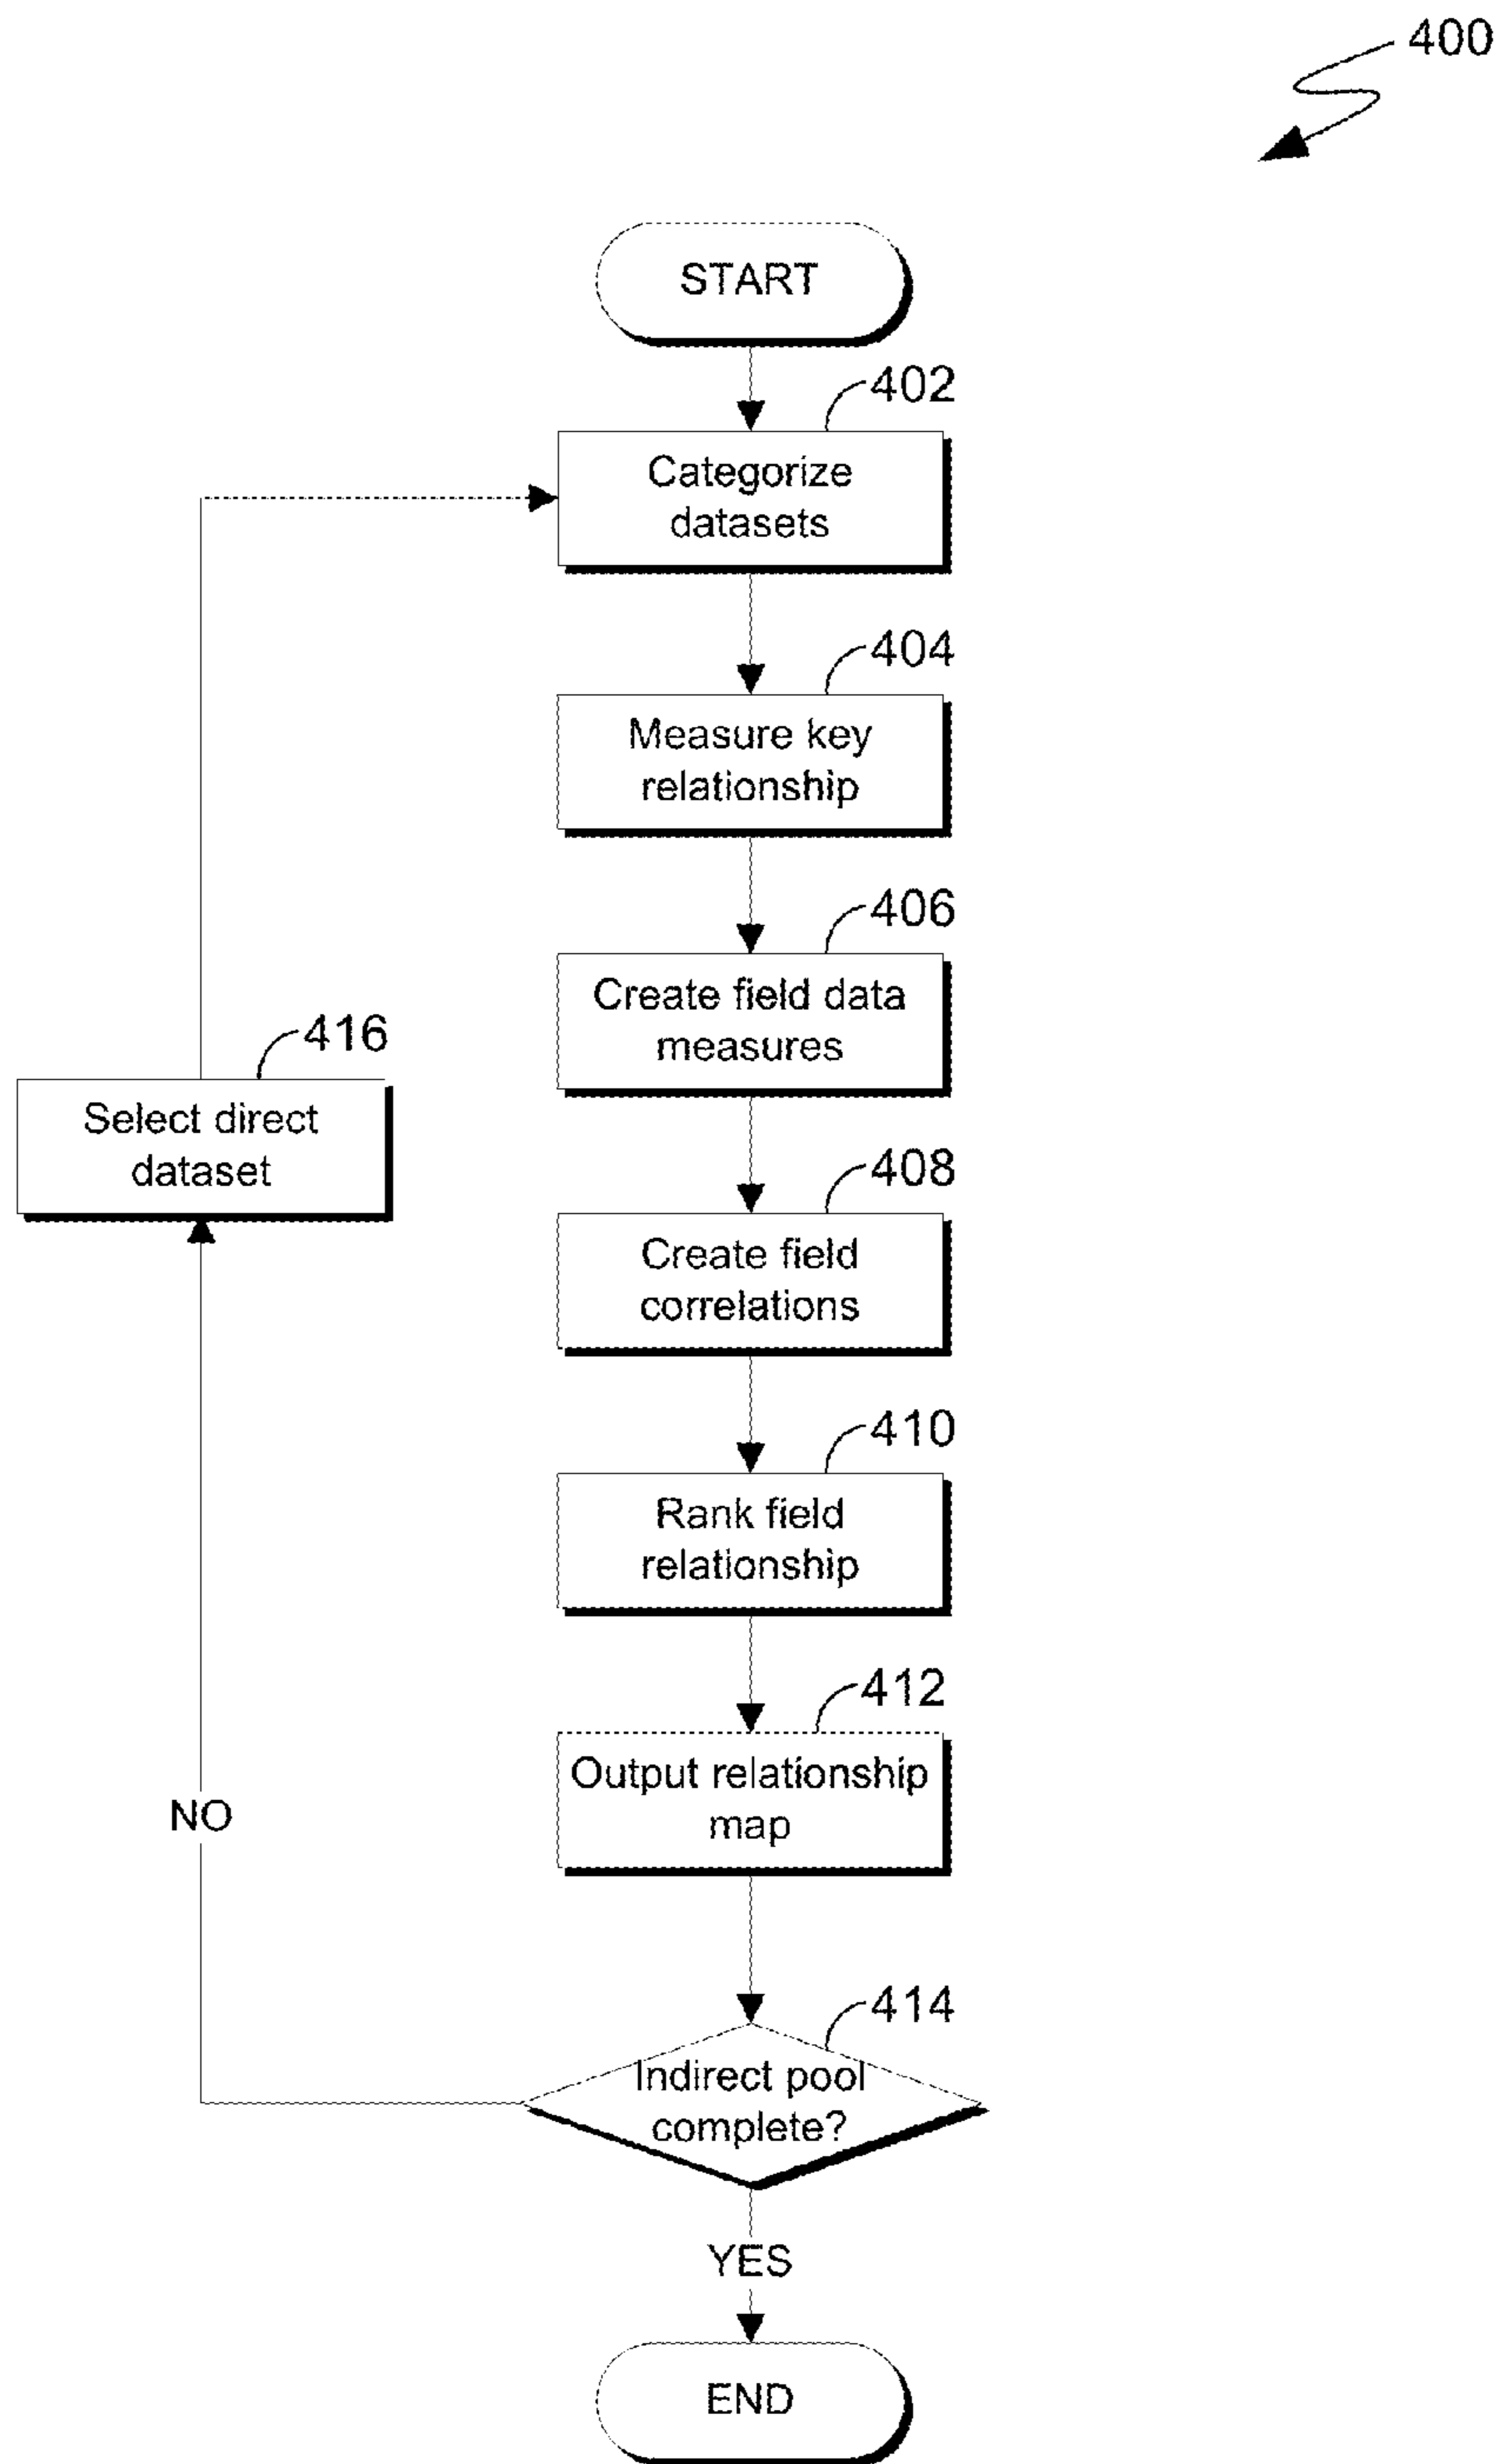 400
START
402
Categorize
datasets
404
Measure key
relationship
406
Create field data
measures
416
Select direct
dataset
408
Create field
correlations
410
Rank field
relationship
412
Output relationship
map
NO
414
Indirect pool
complete?
YES
END